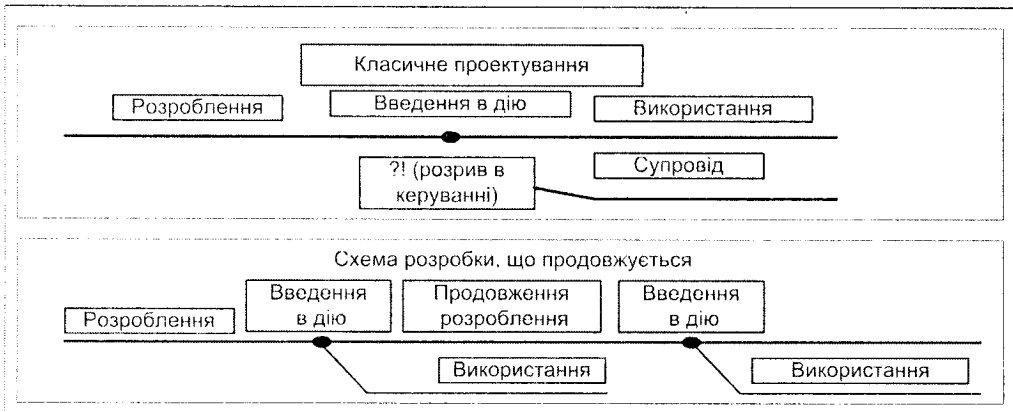 Класичне проектування
Розроблення
Введення в дію
Використання
?! (розрив в
керуванні)
Супровід
Схема розробки, що продовжується
Розроблення
Введення
в дію
Продовження
розроблення
Введення
в дію
Використання
Використання